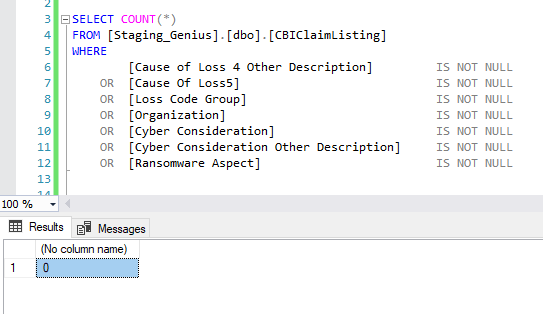 2
3 SELECT COUNT(*)
4 FROM [Staging_Genius].[dbo].[CBIClaimListing]
5 WHERE
6 [Cause of Loss 4 Other Description] IS NOT NULL
7 OR [Cause Of Loss5] IS NOT NULL
8 OR [Loss Code Group] IS NOT NULL
9 OR [Organization] IS NOT NULL
10 OR [Cyber Consideration] IS NOT NULL
11 OR [Cyber Consideration Other Description] IS NOT NULL
12 OR [Ransomware Aspect] IS NOT NULL
13
14
100 %
Results Messages
(No column name)
1 0